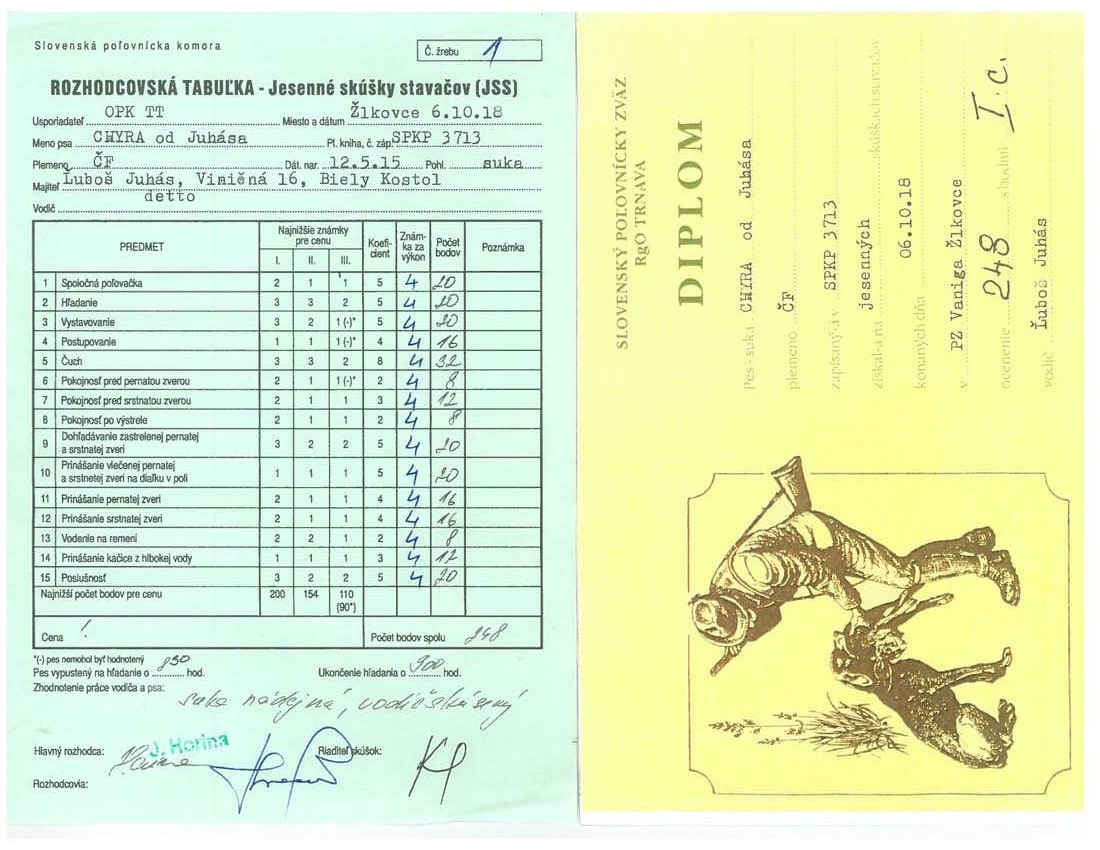 Slovenská poľovnícka komora
Č. žrebu 1
ROZHODCOVSKÁ TABUĽKA - Jesenné skúšky stavačov (JSS)
Usporiadateľ OPK TT Miesto a dátum Žlkovce 6.10.18
Meno psa CHYRA od Juhása Pl. kniha, č. záp. SPKP 3713
Plemeno ČF Dát. nar. 12.5.15 Pohl. suka
Majiteľ Ľuboš Juhás, Viničná 16, Biely Kostol
detto
Vodič
PREDMET Najnižšie známky pre cenu I. II. III. Koeficient Známka za výkon Počet bodov Poznámka
1 Spoločná poľovačka 2 1 1 5 4 20
2 Hľadanie 3 3 2 5 4 20
3 Vystavovanie 3 2 1 (-)* 5 4 20
4 Postupovanie 1 1 1 (-)* 4 4 16
5 Čuch 3 3 2 8 4 32
6 Pokojnosť pred pernatou zverou 2 1 1 (-)* 2 4 8
7 Pokojnosť pred srstnatou zverou 2 1 1 3 4 12
8 Pokojnosť po výstrele 2 1 1 2 4 8
9 Dohľadávanie zastrelenej pernatej a srstnatej zveri 3 2 2 5 4 20
10 Prinášanie vlečenej pernatej a srstnetej zveri na diaľku v poli 1 1 1 5 4 20
11 Prinášanie pernatej zveri 2 1 1 4 4 16
12 Prinášanie srstnatej zveri 2 1 1 4 4 16
13 Vodenie na remeni 2 2 1 2 4 8
14 Prinášanie kačice z hlbokej vody 1 1 1 3 4 12
15 Poslušnosť 3 2 2 5 4 20
Najnižší počet bodov pre cenu 200 154 110 (90*)
Cena I Počet bodov spolu 248
*(-) pes nemohol byť hodnotený
Pes vypustený na hľadanie o 830 hod. Ukončenie hľadania o 900 hod.
Zhodnotenie práce vodiča a psa:
suka nádejná, vodič skúsený
Hlavný rozhodca: J. Horina Riaditeľ skúšok:
Rozhodcovia:
SLOVENSKÝ POĽOVNÍCKY ZVÄZ
RgO TRNAVA
DIPLOM
Pes - suka CHYRA od Juhása
plemeno ČF
zapísaný-á v SPKP 3713
získal-a na jesenných skúškach stavačov
konaných dňa 06.10.18
v PZ Vaniga Žlkovce
ocenenie 248 s bodmi I.c.
vodič Ľuboš Juhás